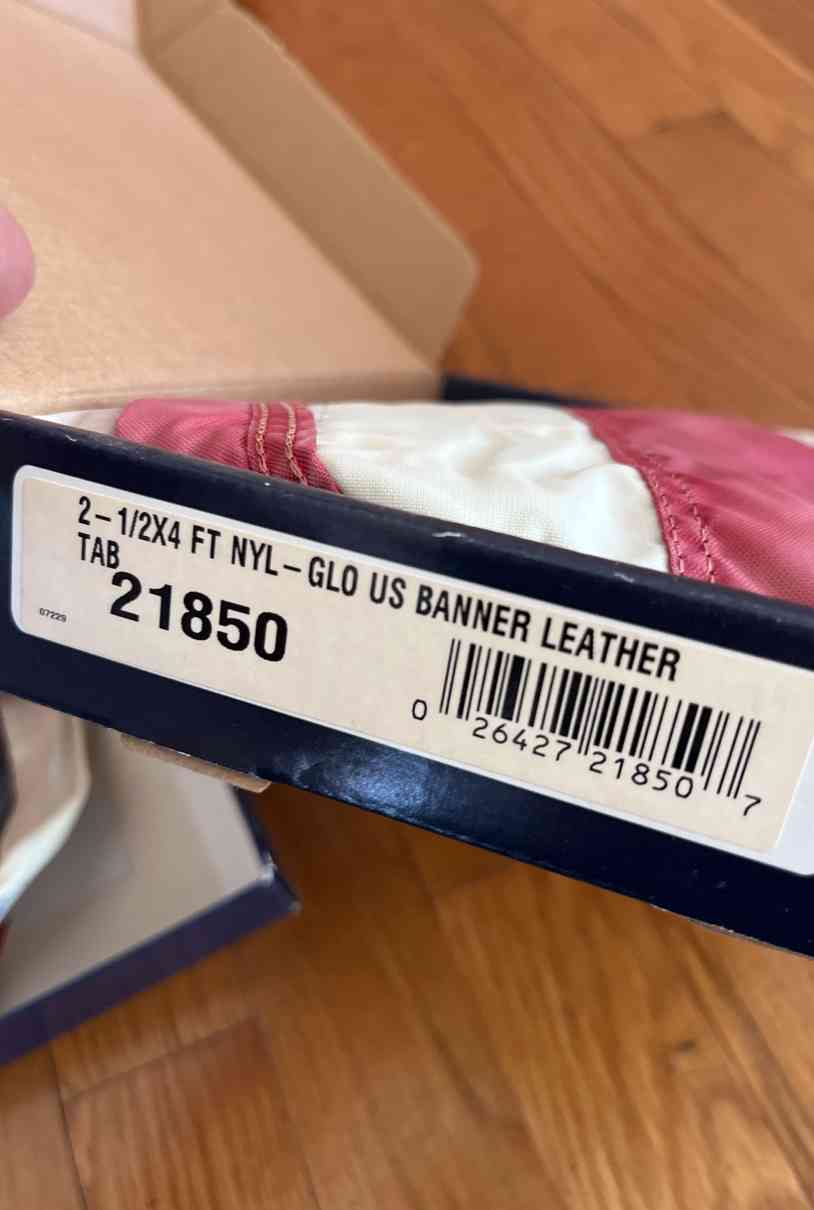 2-1/2X4 FT NYL-GLO US BANNER LEATHER
TAB
21850
07229
0 26427 21850 7